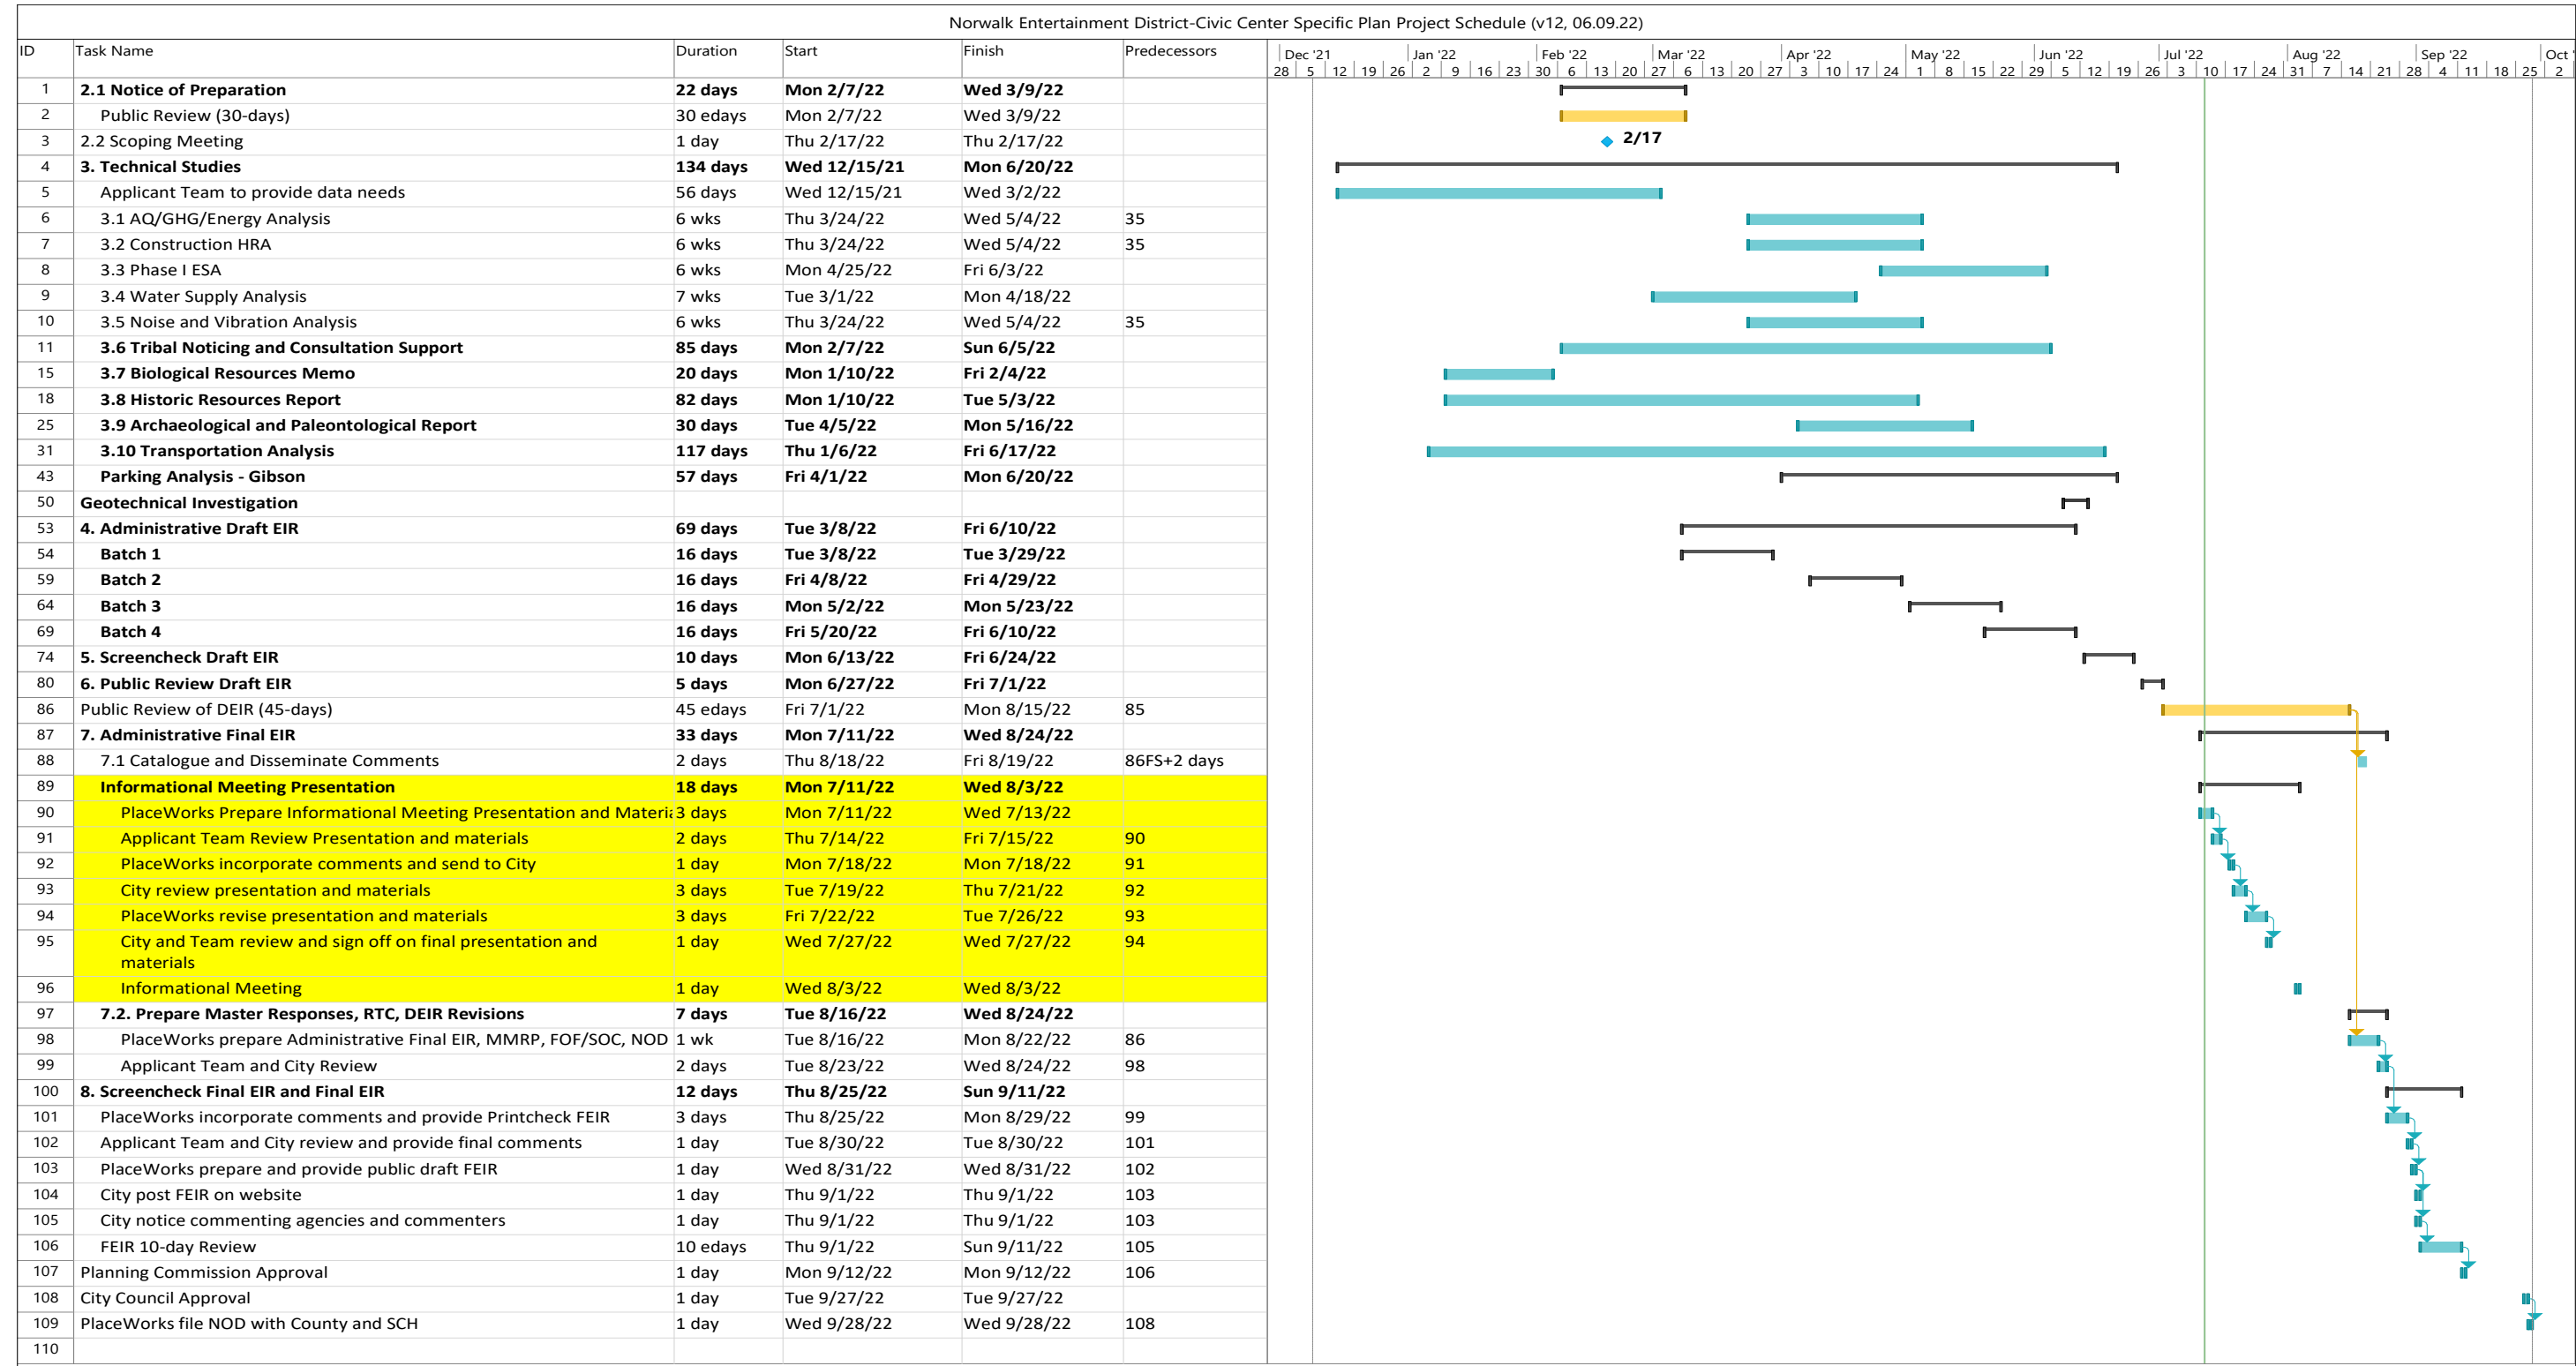 Norwalk Entertainment District-Civic Center Specific Plan Project Schedule (v12, 06.09.22)
ID Task Name Duration Start Finish Predecessors
Dec '21 Jan '22 Feb '22 Mar '22 Apr '22 May '22 Jun '22 Jul '22 Aug '22 Sep '22 Oct '
28 5 12 19 26 2 9 16 23 30 6 13 20 27 6 13 20 27 3 10 17 24 1 8 15 22 29 5 12 19 26 3 10 17 24 31 7 14 21 28 4 11 18 25 2
1 2.1 Notice of Preparation 22 days Mon 2/7/22 Wed 3/9/22
2 Public Review (30-days) 30 edays Mon 2/7/22 Wed 3/9/22
3 2.2 Scoping Meeting 1 day Thu 2/17/22 Thu 2/17/22 2/17
4 3. Technical Studies 134 days Wed 12/15/21 Mon 6/20/22
5 Applicant Team to provide data needs 56 days Wed 12/15/21 Wed 3/2/22
6 3.1 AQ/GHG/Energy Analysis 6 wks Thu 3/24/22 Wed 5/4/22 35
7 3.2 Construction HRA 6 wks Thu 3/24/22 Wed 5/4/22 35
8 3.3 Phase I ESA 6 wks Mon 4/25/22 Fri 6/3/22
9 3.4 Water Supply Analysis 7 wks Tue 3/1/22 Mon 4/18/22
10 3.5 Noise and Vibration Analysis 6 wks Thu 3/24/22 Wed 5/4/22 35
11 3.6 Tribal Noticing and Consultation Support 85 days Mon 2/7/22 Sun 6/5/22
15 3.7 Biological Resources Memo 20 days Mon 1/10/22 Fri 2/4/22
18 3.8 Historic Resources Report 82 days Mon 1/10/22 Tue 5/3/22
25 3.9 Archaeological and Paleontological Report 30 days Tue 4/5/22 Mon 5/16/22
31 3.10 Transportation Analysis 117 days Thu 1/6/22 Fri 6/17/22
43 Parking Analysis - Gibson 57 days Fri 4/1/22 Mon 6/20/22
50 Geotechnical Investigation
53 4. Administrative Draft EIR 69 days Tue 3/8/22 Fri 6/10/22
54 Batch 1 16 days Tue 3/8/22 Tue 3/29/22
59 Batch 2 16 days Fri 4/8/22 Fri 4/29/22
64 Batch 3 16 days Mon 5/2/22 Mon 5/23/22
69 Batch 4 16 days Fri 5/20/22 Fri 6/10/22
74 5. Screencheck Draft EIR 10 days Mon 6/13/22 Fri 6/24/22
80 6. Public Review Draft EIR 5 days Mon 6/27/22 Fri 7/1/22
86 Public Review of DEIR (45-days) 45 edays Fri 7/1/22 Mon 8/15/22 85
87 7. Administrative Final EIR 33 days Mon 7/11/22 Wed 8/24/22
88 7.1 Catalogue and Disseminate Comments 2 days Thu 8/18/22 Fri 8/19/22 86FS+2 days
89 Informational Meeting Presentation 18 days Mon 7/11/22 Wed 8/3/22
90 PlaceWorks Prepare Informational Meeting Presentation and Materia 3 days Mon 7/11/22 Wed 7/13/22
91 Applicant Team Review Presentation and materials 2 days Thu 7/14/22 Fri 7/15/22 90
92 PlaceWorks incorporate comments and send to City 1 day Mon 7/18/22 Mon 7/18/22 91
93 City review presentation and materials 3 days Tue 7/19/22 Thu 7/21/22 92
94 PlaceWorks revise presentation and materials 3 days Fri 7/22/22 Tue 7/26/22 93
95 City and Team review and sign off on final presentation and 1 day Wed 7/27/22 Wed 7/27/22 94
materials
96 Informational Meeting 1 day Wed 8/3/22 Wed 8/3/22
97 7.2. Prepare Master Responses, RTC, DEIR Revisions 7 days Tue 8/16/22 Wed 8/24/22
98 PlaceWorks prepare Administrative Final EIR, MMRP, FOF/SOC, NOD 1 wk Tue 8/16/22 Mon 8/22/22 86
99 Applicant Team and City Review 2 days Tue 8/23/22 Wed 8/24/22 98
100 8. Screencheck Final EIR and Final EIR 12 days Thu 8/25/22 Sun 9/11/22
101 PlaceWorks incorporate comments and provide Printcheck FEIR 3 days Thu 8/25/22 Mon 8/29/22 99
102 Applicant Team and City review and provide final comments 1 day Tue 8/30/22 Tue 8/30/22 101
103 PlaceWorks prepare and provide public draft FEIR 1 day Wed 8/31/22 Wed 8/31/22 102
104 City post FEIR on website 1 day Thu 9/1/22 Thu 9/1/22 103
105 City notice commenting agencies and commenters 1 day Thu 9/1/22 Thu 9/1/22 103
106 FEIR 10-day Review 10 edays Thu 9/1/22 Sun 9/11/22 105
107 Planning Commission Approval 1 day Mon 9/12/22 Mon 9/12/22 106
108 City Council Approval 1 day Tue 9/27/22 Tue 9/27/22
109 PlaceWorks file NOD with County and SCH 1 day Wed 9/28/22 Wed 9/28/22 108
110